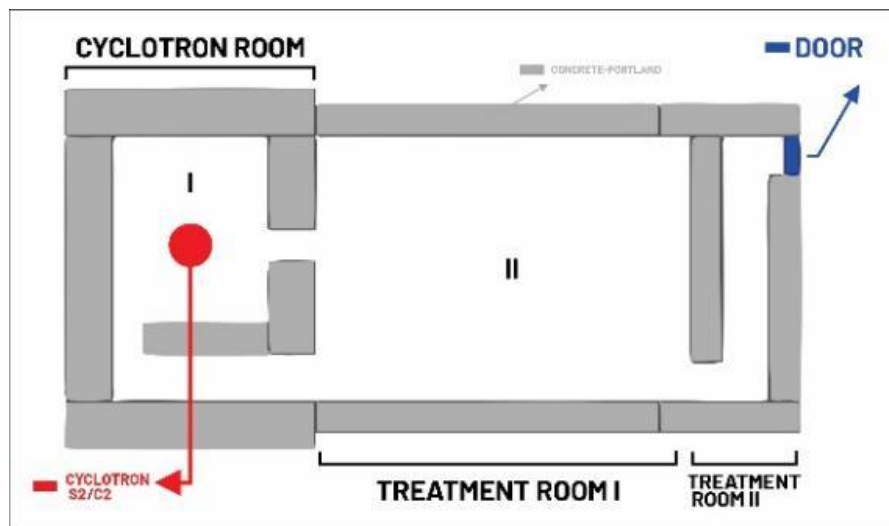 CYCLOTRON ROOM
DOOR
CONCRETE-PORTLAND
I
II
CYCLOTRON
S2/C2
TREATMENT ROOM I
TREATMENT
ROOM II